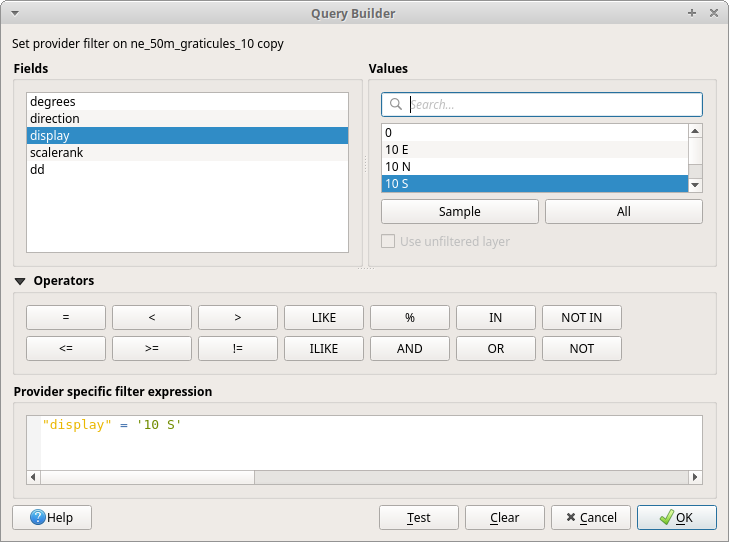 Query Builder
Set provider filter on ne_50m_graticules_10 copy
Fields
Values
degrees
direction
display
scalerank
dd
Search...
0
10 E
10 N
10 S
Sample
All
Use unfiltered layer
Operators
= < > LIKE % IN NOT IN
<= >= != ILIKE AND OR NOT
Provider specific filter expression
"display" = '10 S'
Help
Test
Clear
Cancel
OK